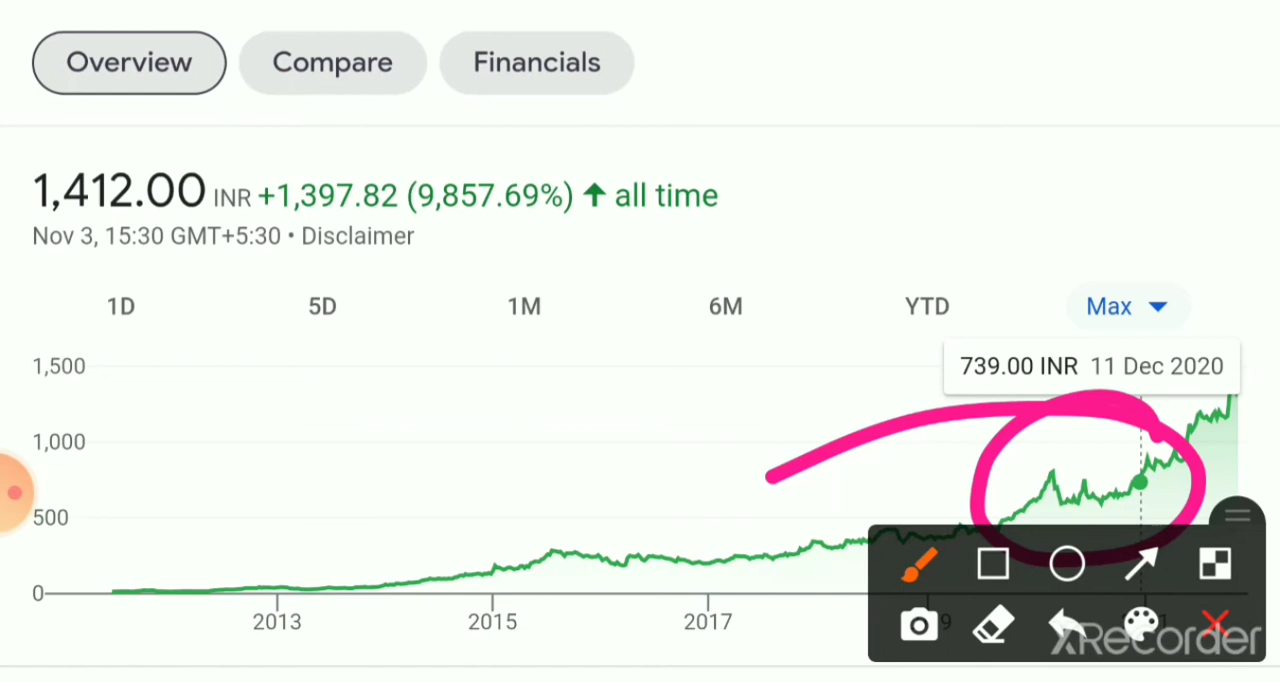 Overview Compare Financials
1,412.00 INR +1,397.82 (9,857.69%) ↑ all time
Nov 3, 15:30 GMT+5:30 • Disclaimer
1D 5D 1M 6M YTD Max
739.00 INR 11 Dec 2020
1,500
1,000
500
0
2013 2015 2017
XRecorder